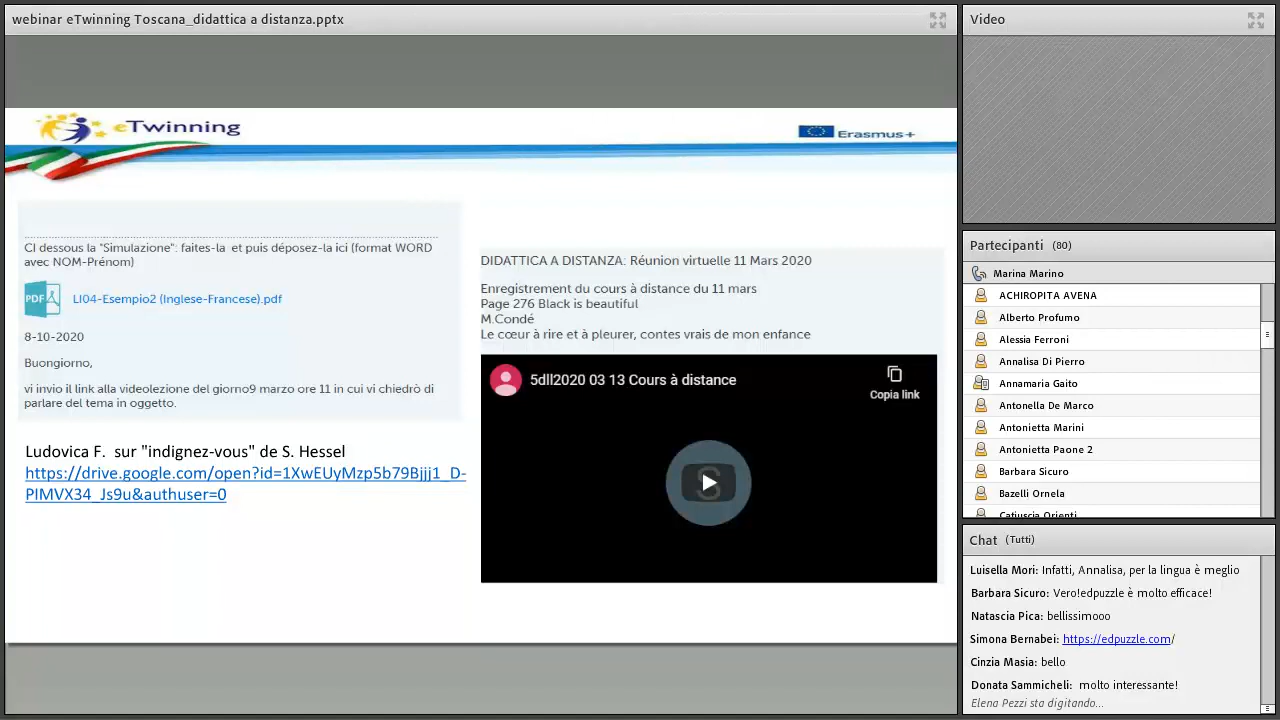 webinar eTwinning Toscana_didattica a distanza.pptx
eTwinning
Erasmus+
CI dessous la "Simulazione": faites-la et puis déposez-la ici (format WORD
avec NOM-Prénom)
PDF
LI04-Esempio2 (Inglese-Francese).pdf
8-10-2020
Buongiorno,
vi invio il link alla videolezione del giorno9 marzo ore 11 in cui vi chiedrò di
parlare del tema in oggetto.
Ludovica F. sur "indignez-vous" de S. Hessel
https://drive.google.com/open?id=1XwEUyMzp5b79Bjjj1_D-
PIMVX34_Js9u&authuser=0
DIDATTICA A DISTANZA: Réunion virtuelle 11 Mars 2020
Enregistrement du cours à distance du 11 mars
Page 276 Black is beautiful
M.Condé
Le cœur à rire et à pleurer, contes vrais de mon enfance
5dll2020 03 13 Cours à distance
Copia link
S
Video
Partecipanti (80)
Marina Marino
ACHIROPITA AVENA
Alberto Profumo
Alessia Ferroni
Annalisa Di Pierro
Annamaria Gaito
Antonella De Marco
Antonietta Marini
Antonietta Paone 2
Barbara Sicuro
Bazelli Ornela
Catiuscia Orienti
Chat (Tutti)
Luisella Mori: Infatti, Annalisa, per la lingua è meglio
Barbara Sicuro: Vero!edpuzzle è molto efficace!
Natascia Pica: bellissimooo
Simona Bernabei: https://edpuzzle.com/
Cinzia Masia: bello
Donata Sammicheli: molto interessante!
Elena Pezzi sta digitando...